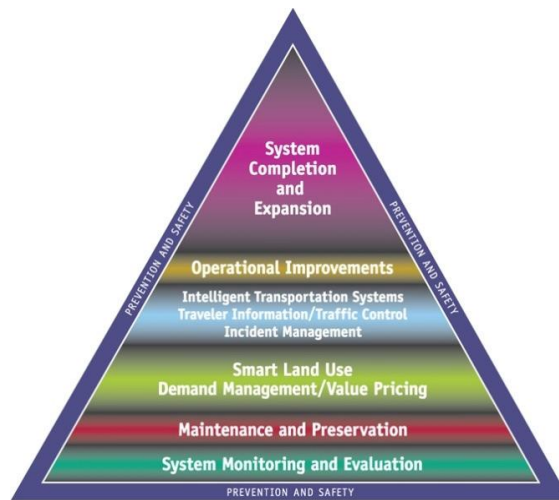 System
Completion
and
Expansion
PREVENTION AND SAFETY
PREVENTION AND SAFETY
Operational Improvements
Intelligent Transportation Systems
Traveler Information/Traffic Control
Incident Management
Smart Land Use
Demand Management/Value Pricing
Maintenance and Preservation
System Monitoring and Evaluation
PREVENTION AND SAFETY